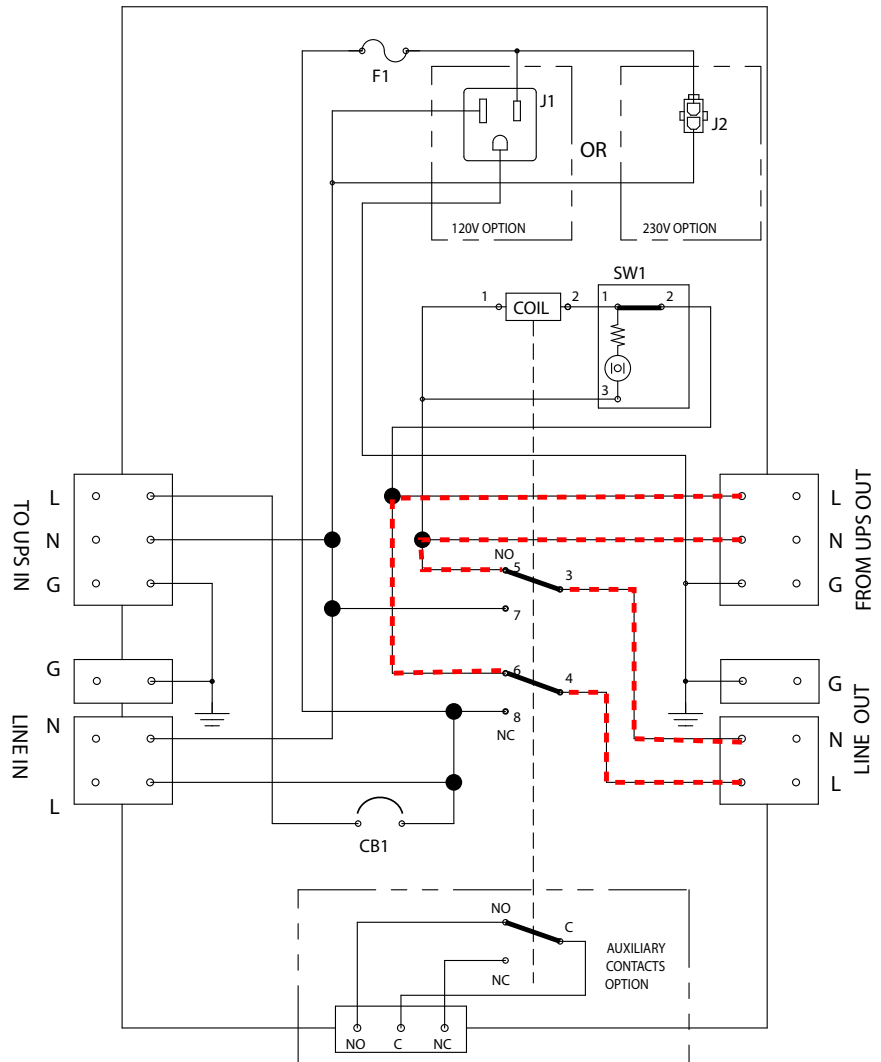 F1
J1
J2
OR
120V OPTION
230V OPTION
SW1
1
COIL
2
1
2
3
TO UPS IN
L
N
G
L
N
G
FROM UPS OUT
NO
5
3
7
6
4
8
NC
G
N
L
LINE IN
G
N
L
LINE OUT
CB1
NO
C
NC
AUXILIARY
CONTACTS
OPTION
NO
C
NC